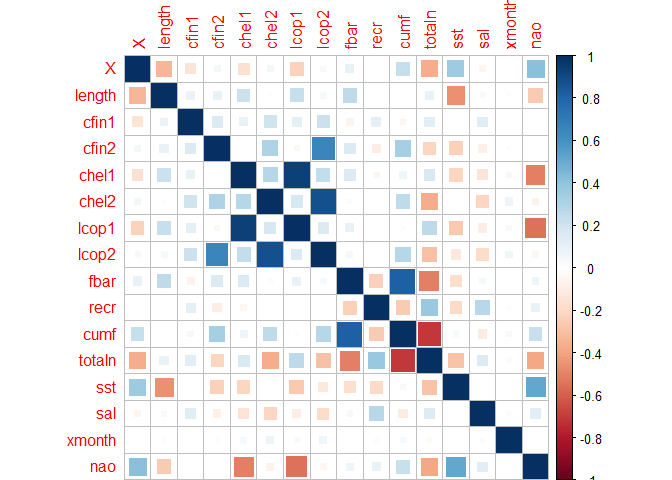 X length cfin1 cfin2 chel1 chel2 lcop1 lcop2 fbar recr cumf totaln sst sal xmonth nao
X
length
cfin1
cfin2
chel1
chel2
lcop1
lcop2
fbar
recr
cumf
totaln
sst
sal
xmonth
nao
1
0.8
0.6
0.4
0.2
0
-0.2
-0.4
-0.6
-0.8
-1